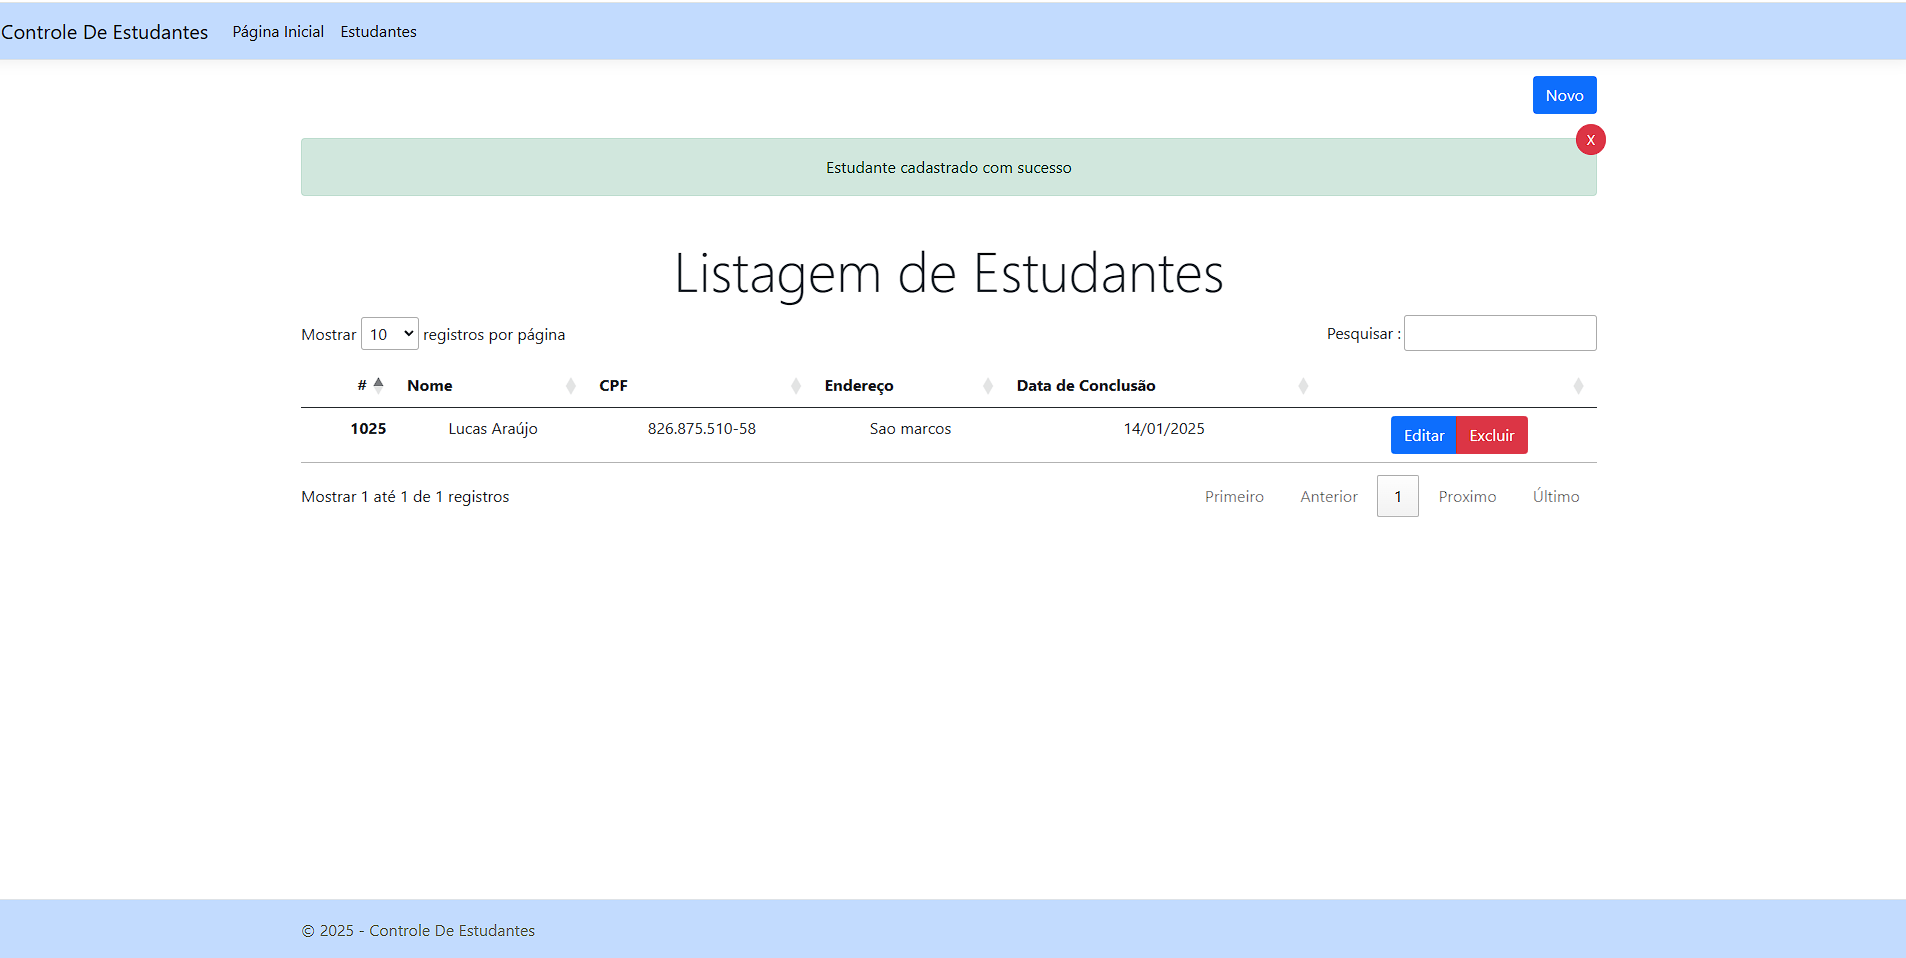 Controle De Estudantes Página Inicial Estudantes
Novo
X
Estudante cadastrado com sucesso
Listagem de Estudantes
Mostrar 10 registros por página Pesquisar :
# Nome CPF Endereço Data de Conclusão
1025 Lucas Araújo 826.875.510-58 Sao marcos 14/01/2025 Editar Excluir
Mostrar 1 até 1 de 1 registros Primeiro Anterior 1 Proximo Último
© 2025 - Controle De Estudantes